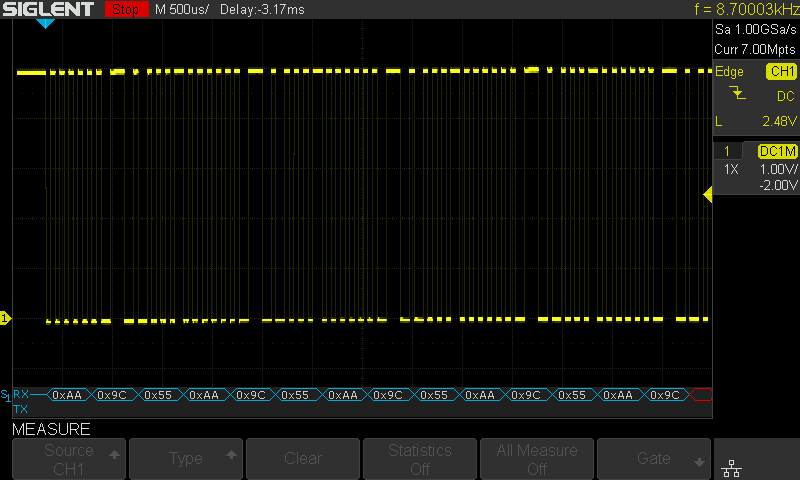 SIGLENT Stop M 500us/ Delay:-3.17ms f = 8.70003kHz
Sa 1.00GSa/s
Curr 7.00Mpts
Edge CH1
DC
L 2.48V
1 DC1M
1X 1.00V/
-2.00V
1
S1 RX 0xAA 0x9C 0x55 0xAA 0x9C 0x55 0xAA 0x9C 0x55 0xAA 0x9C 0x55 0xAA 0x9C
TX
MEASURE
Source CH1
Type
Clear
Statistics Off
All Measure Off
Gate